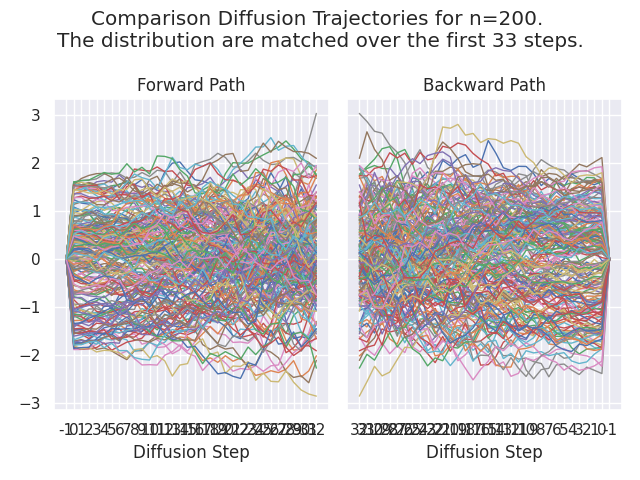 Comparison Diffusion Trajectories for n=200.
The distribution are matched over the first 33 steps.
Forward Path
Backward Path
3
2
1
0
−1
−2
−3
Diffusion Step
Diffusion Step